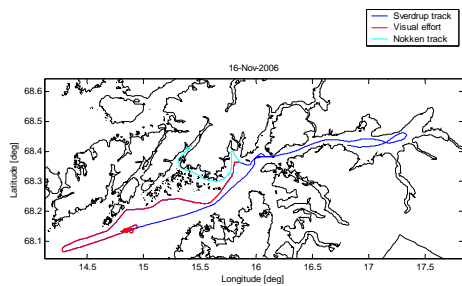 Sverdrup track
Visual effort
Nokken track
16-Nov-2006
68.6
68.5
68.4
68.3
68.2
68.1
Latitude [deg]
14.5 15 15.5 16 16.5 17 17.5
Longitude [deg]